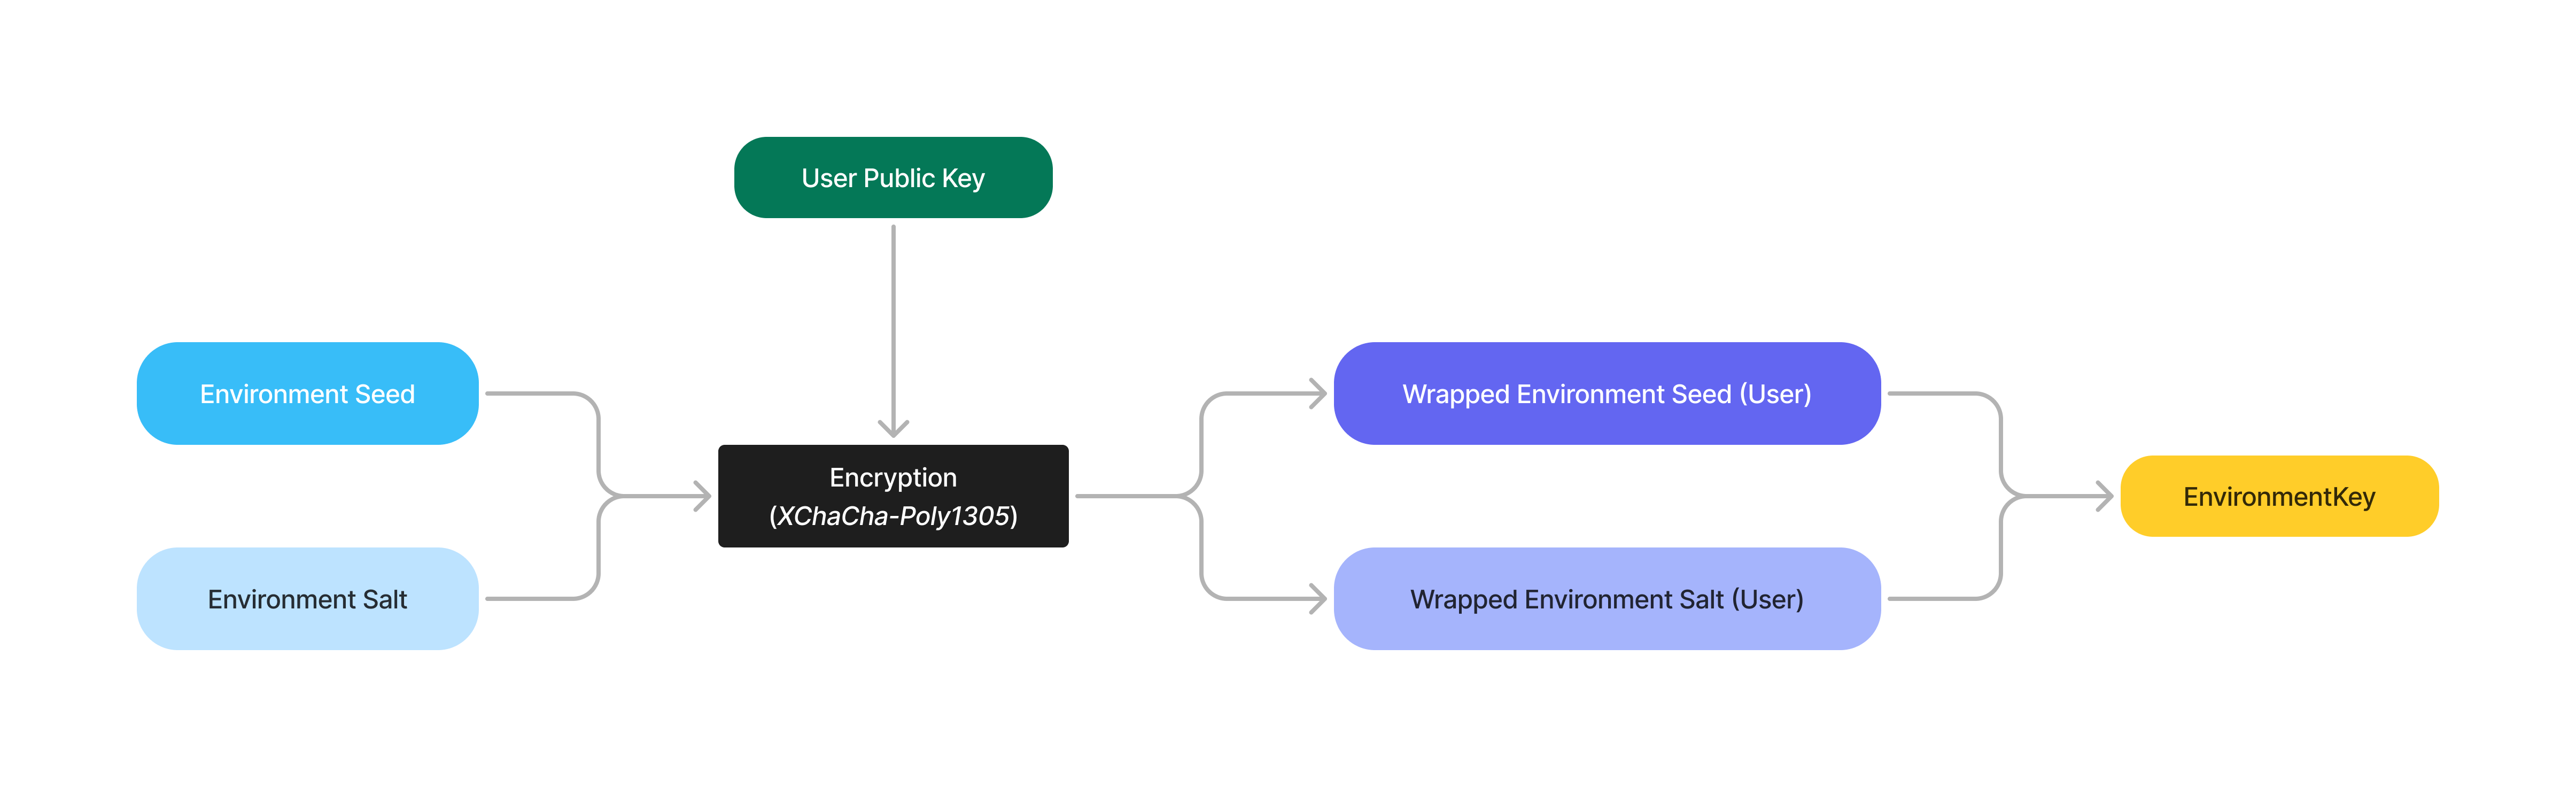 User Public Key
Environment Seed
Environment Salt
Encryption
(XChaCha-Poly1305)
Wrapped Environment Seed (User)
Wrapped Environment Salt (User)
EnvironmentKey